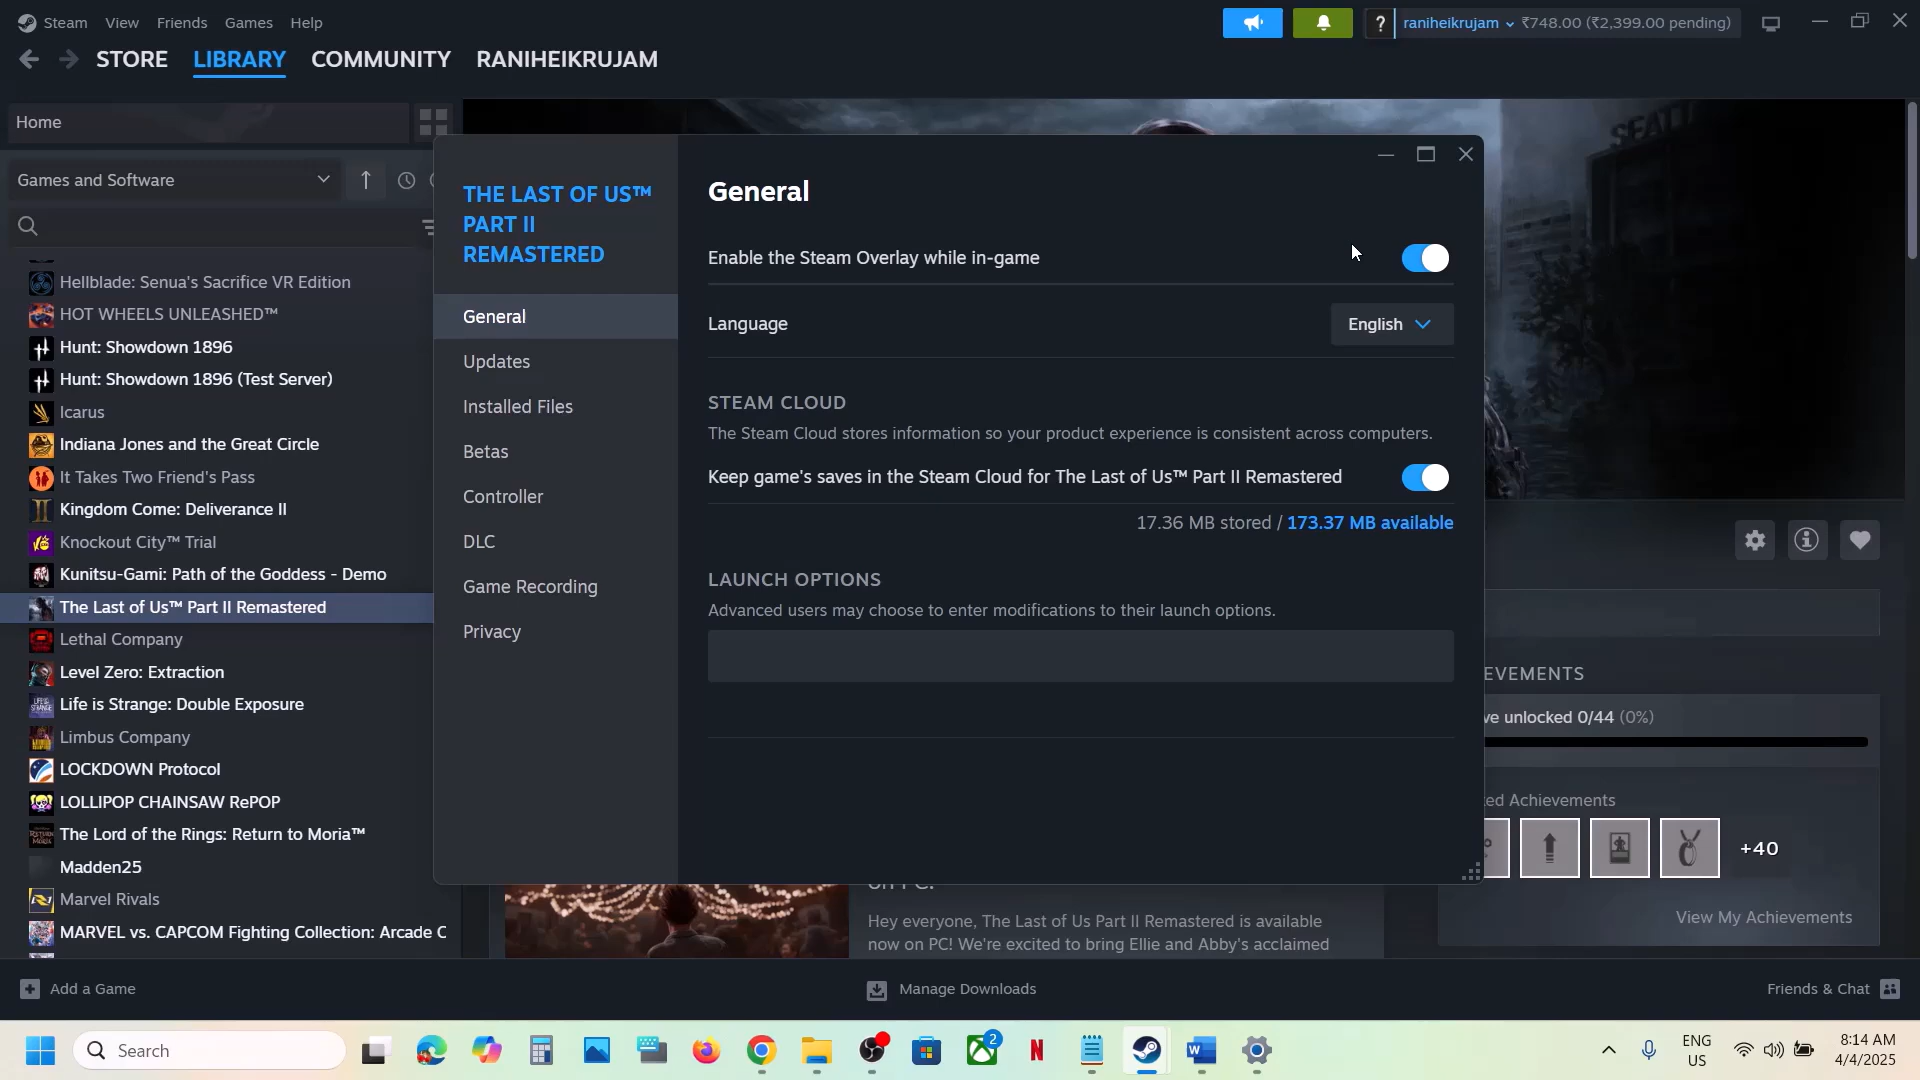 Steam View Friends Games Help
raniheikrujam ₹748.00 (₹2,399.00 pending)
STORE LIBRARY COMMUNITY RANIHEIKRUJAM
Home
Games and Software
Hellblade: Senua's Sacrifice VR Edition
HOT WHEELS UNLEASHED™
Hunt: Showdown 1896
Hunt: Showdown 1896 (Test Server)
Icarus
Indiana Jones and the Great Circle
It Takes Two Friend's Pass
Kingdom Come: Deliverance II
Knockout City™ Trial
Kunitsu-Gami: Path of the Goddess - Demo
The Last of Us™ Part II Remastered
Lethal Company
Level Zero: Extraction
Life is Strange: Double Exposure
Limbus Company
LOCKDOWN Protocol
LOLLIPOP CHAINSAW RePOP
The Lord of the Rings: Return to Moria™
Madden25
Marvel Rivals
MARVEL vs. CAPCOM Fighting Collection: Arcade C
THE LAST OF US™
PART II
REMASTERED
General
Updates
Installed Files
Betas
Controller
DLC
Game Recording
Privacy
General
Enable the Steam Overlay while in-game
Language English
STEAM CLOUD
The Steam Cloud stores information so your product experience is consistent across computers.
Keep game's saves in the Steam Cloud for The Last of Us™ Part II Remastered
17.36 MB stored / 173.37 MB available
LAUNCH OPTIONS
Advanced users may choose to enter modifications to their launch options.
SEATT
EVEMENTS
ve unlocked 0/44 (0%)
ed Achievements
+40
View My Achievements
on PC!
Hey everyone, The Last of Us Part II Remastered is available
now on PC! We're excited to bring Ellie and Abby's acclaimed
Add a Game
Manage Downloads
Friends & Chat
Search
2
ENG
US
8:14 AM
4/4/2025